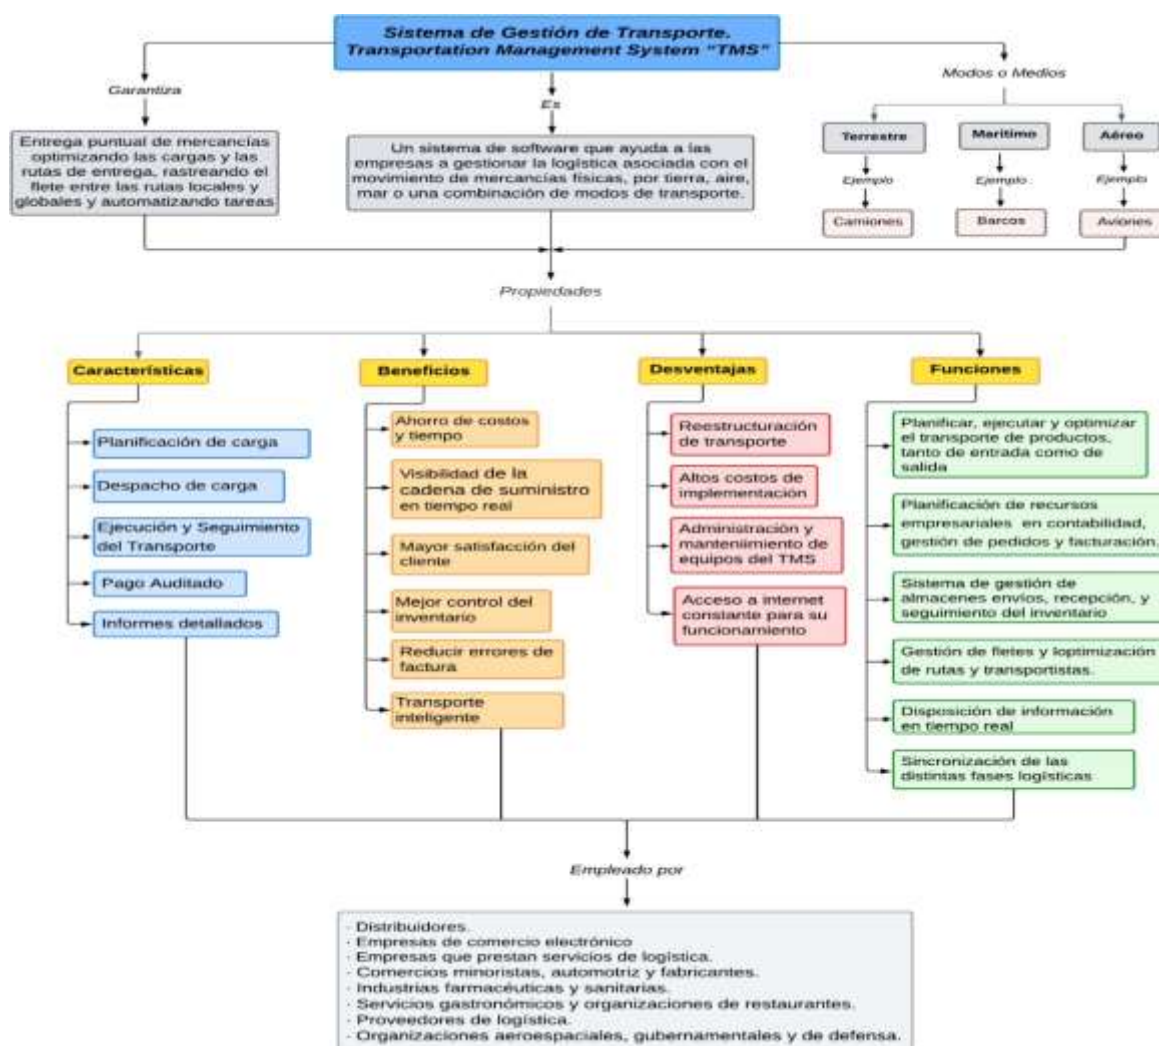 Sistema de Gestión de Transporte.
Transportation Management System “TMS”
Garantiza
Es
Modos o Medios
Entrega puntual de mercancías
optimizando las cargas y las
rutas de entrega, rastreando el
flete entre las rutas locales y
globales y automatizando tareas
Un sistema de software que ayuda a las
empresas a gestionar la logística asociada con el
movimiento de mercancías físicas, por tierra, aire,
mar o una combinación de modos de transporte.
Terrestre
Marítimo
Aéreo
Ejemplo
Ejemplo .
Ejemplo
Camiones
Barcos
Aviones
Propiedades
Características
Planificación de carga
Despacho de carga
Ejecución y Seguimiento
del Transporte
Pago Auditado
Informes detallados
Beneficios
Ahorro de costos
y tiempo
Visibilidad de la
cadena de suministro
en tiempo real
Mayor satisfacción del
cliente
Mejor control del
inventario
Reducir errores de
factura
Transporte
inteligente
Desventajas
Reestructuración
de transporte
Altos costos de
implementación
Administración y
manteniimiento de
equipos del TMS
Acceso a internet
constante para su
funcionamiento
Funciones
Planificar, ejecutar y optimizar
el transporte de productos,
tanto de entrada como de
salida
Planificación de recursos
empresariales en contabilidad,
gestión de pedidos y facturación.
Sistema de gestión de
almacenes envíos, recepción, y
seguimiento del inventario
Gestión de fletes y loptimización
de rutas y transportistas.
Disposición de información
en tiempo real
Sincronización de las
distintas fases logísticas
Empleado por
· Distribuidores.
· Empresas de comercio electrónico
· Empresas que prestan servicios de logística.
· Comercios minoristas, automotriz y fabricantes.
· Industrias farmacéuticas y sanitarias.
· Servicios gastronómicos y organizaciones de restaurantes.
· Proveedores de logística.
· Organizaciones aeroespaciales, gubernamentales y de defensa.